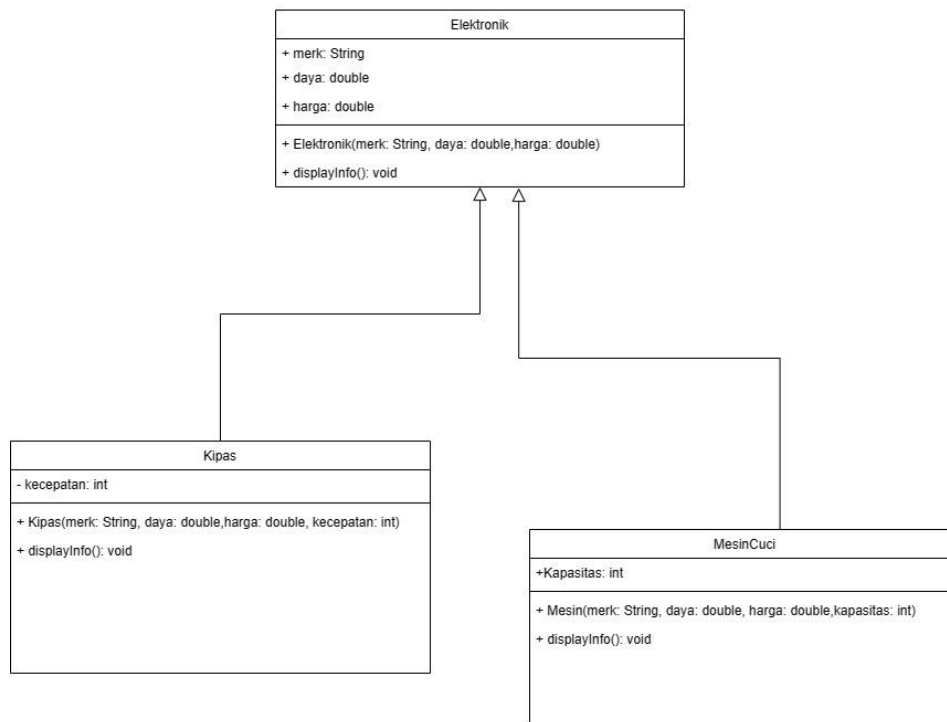 Elektronik
+ merk: String
+ daya: double
+ harga: double
+ Elektronik(merk: String, daya: double,harga: double)
+ displayInfo(): void
Kipas
- kecepatan: int
+ Kipas(merk: String, daya: double,harga: double, kecepatan: int)
+ displayInfo(): void
MesinCuci
+Kapasitas: int
+ Mesin(merk: String, daya: double, harga: double,kapasitas: int)
+ displayInfo(): void